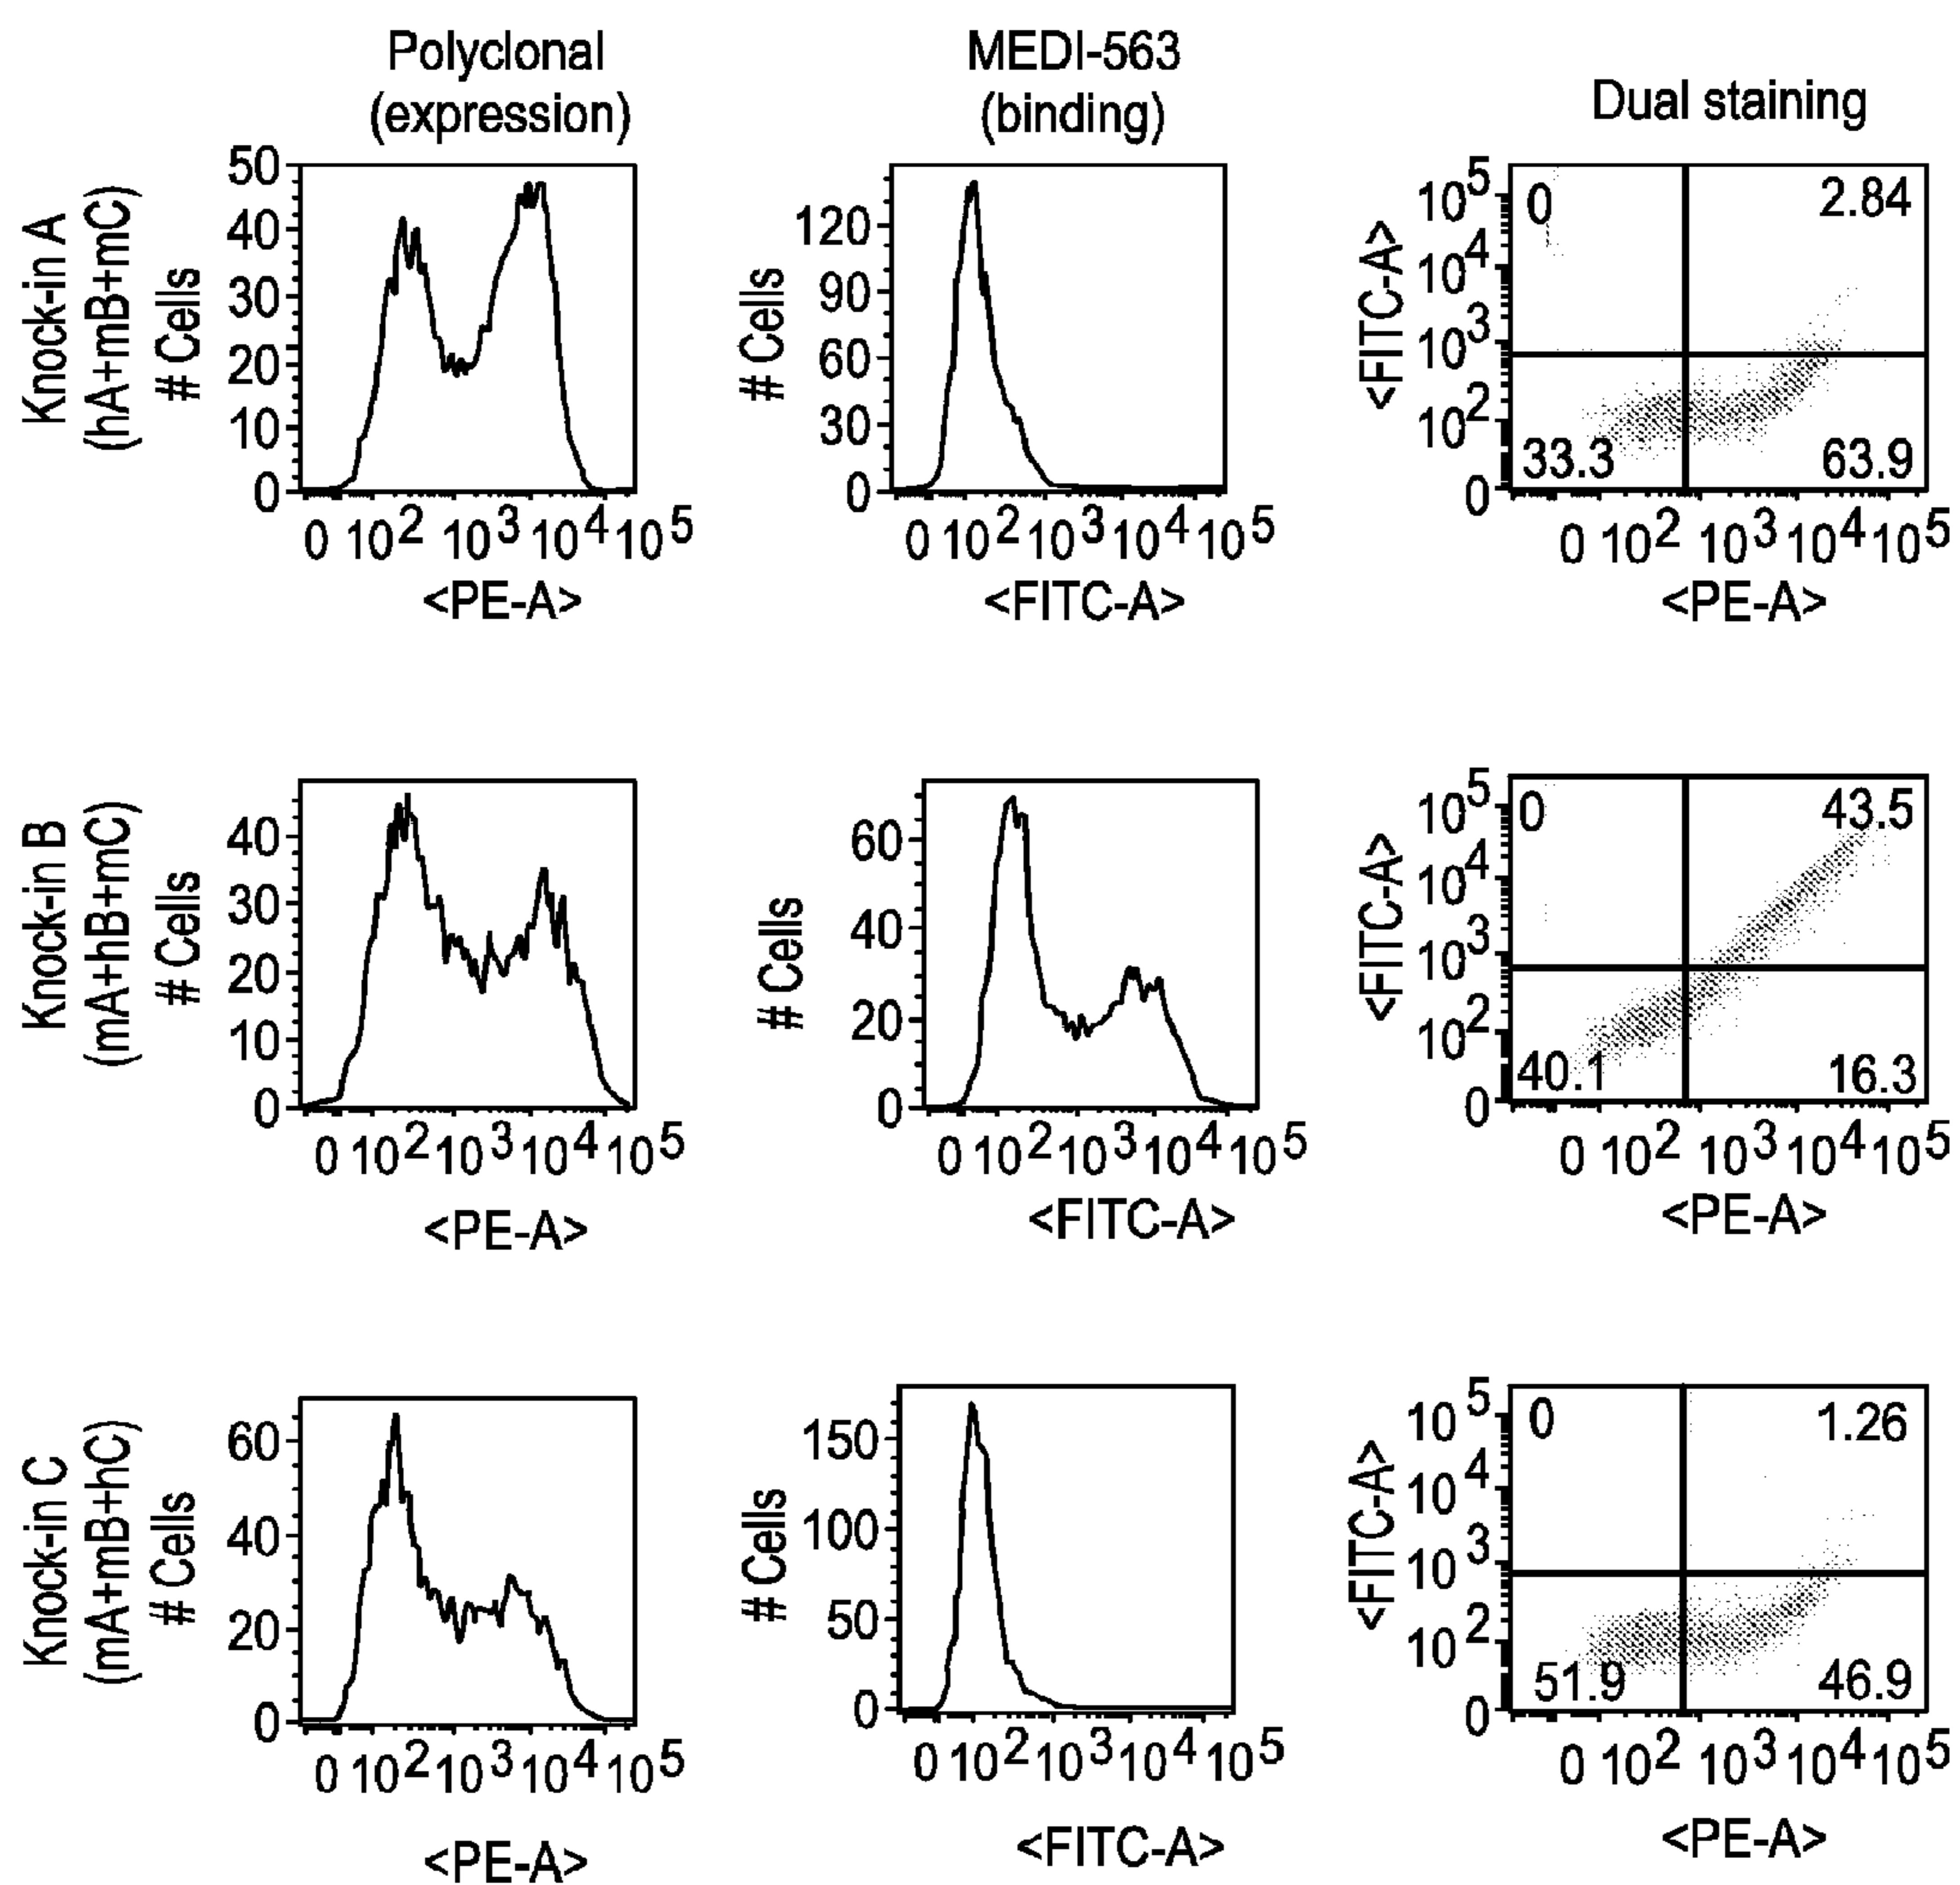 Polyclonal
(expression)
MEDI-563
(binding)
Dual staining
Knock-in A
(hA+mB+mC)
# Cells
50
40
30
20
10
0
0 10² 10³ 10⁴ 10⁵
<PE-A>
# Cells
120
90
60
30
0
0 10² 10³ 10⁴ 10⁵
<FITC-A>
<FITC-A>
10⁵
10⁴
10³
10²
0
0
2.84
33.3
63.9
0 10² 10³ 10⁴ 10⁵
<PE-A>
Knock-in B
(mA+hB+mC)
# Cells
40
30
20
10
0
0 10² 10³ 10⁴ 10⁵
<PE-A>
# Cells
60
40
20
0
0 10² 10³ 10⁴ 10⁵
<FITC-A>
<FITC-A>
10⁵
10⁴
10³
10²
0
0
43.5
40.1
16.3
0 10² 10³ 10⁴ 10⁵
<PE-A>
Knock-in C
(mA+mB+hC)
# Cells
60
40
20
0
0 10² 10³ 10⁴ 10⁵
<PE-A>
# Cells
150
100
50
0
0 10² 10³ 10⁴ 10⁵
<FITC-A>
<FITC-A>
10⁵
10⁴
10³
10²
0
0
1.26
51.9
46.9
0 10² 10³ 10⁴ 10⁵
<PE-A>